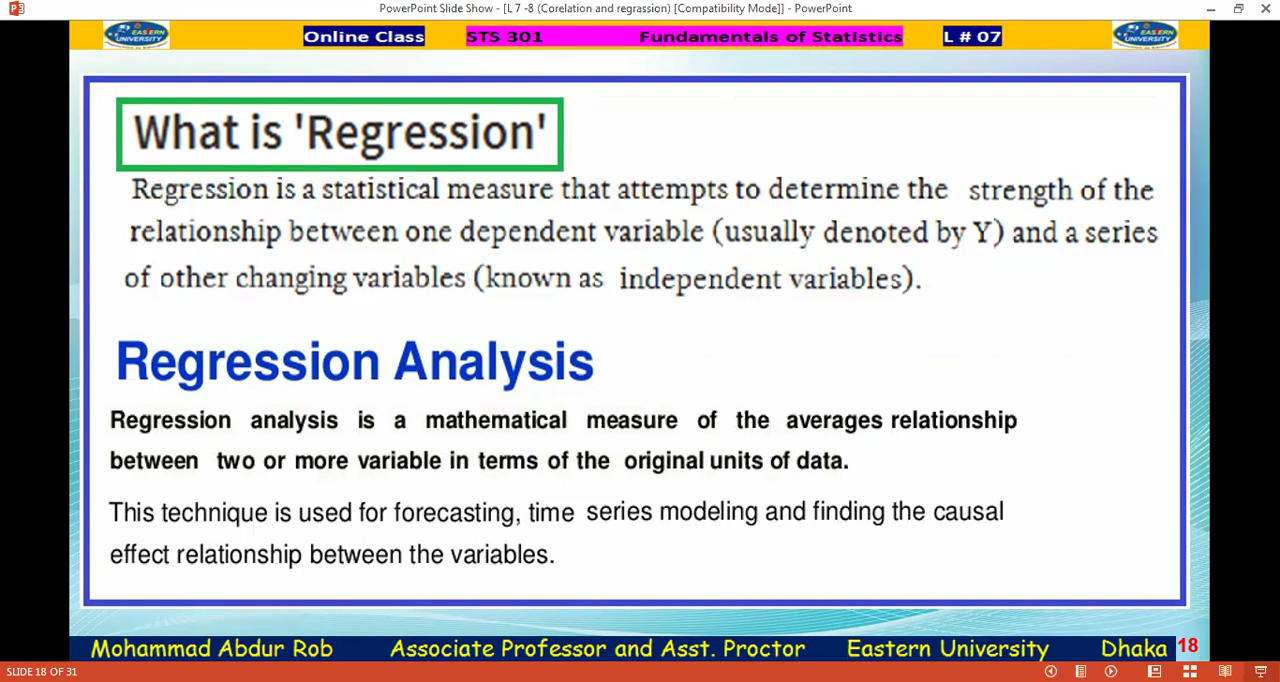 PowerPoint Slide Show - [L 7 -8 (Corelation and regrassion) [Compatibility Mode]] - PowerPoint
EASTERN UNIVERSITY
Online Class
STS 301 Fundamentals of Statistics
L # 07
EASTERN UNIVERSITY
What is 'Regression'
Regression is a statistical measure that attempts to determine the strength of the
relationship between one dependent variable (usually denoted by Y) and a series
of other changing variables (known as independent variables).
Regression Analysis
Regression analysis is a mathematical measure of the averages relationship
between two or more variable in terms of the original units of data.
This technique is used for forecasting, time series modeling and finding the causal
effect relationship between the variables.
Mohammad Abdur Rob Associate Professor and Asst. Proctor Eastern University Dhaka 18
SLIDE 18 OF 31